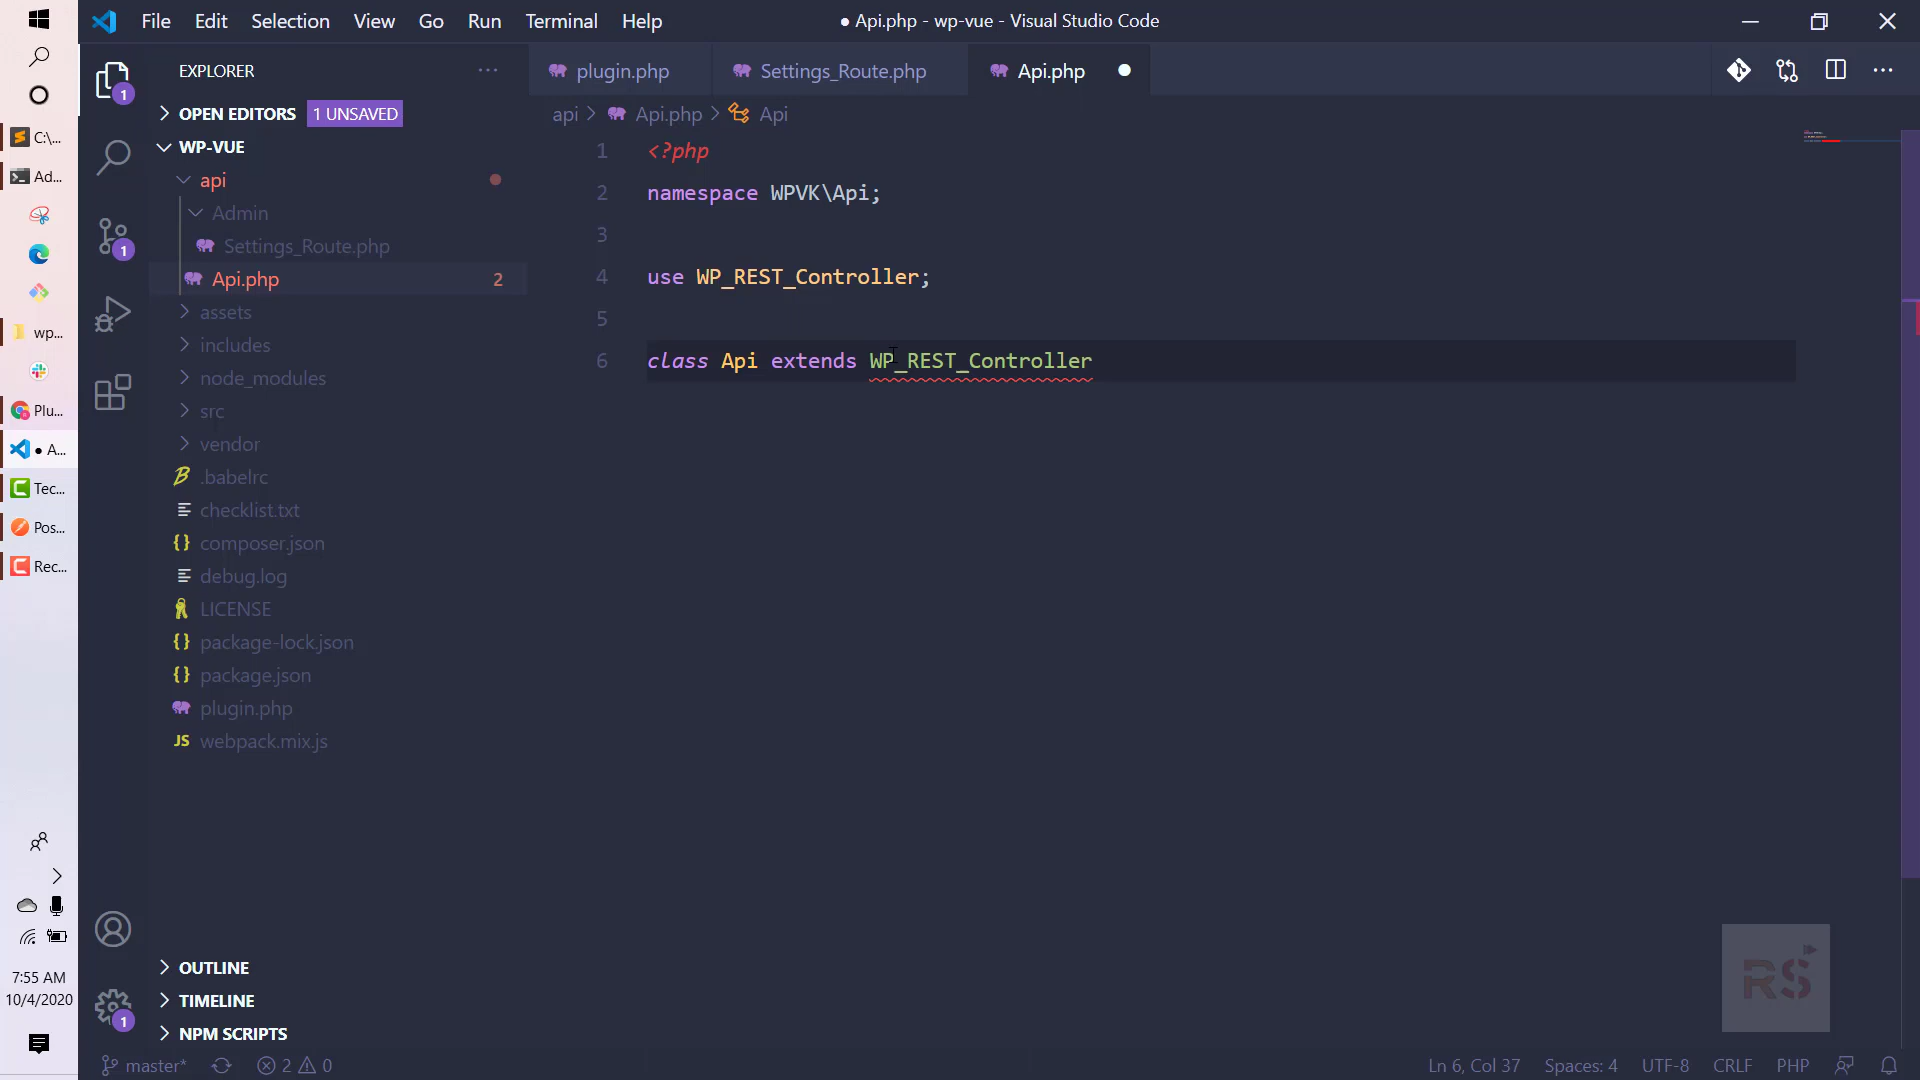 File Edit Selection View Go Run Terminal Help
● Api.php - wp-vue - Visual Studio Code
EXPLORER
OPEN EDITORS 1 UNSAVED
WP-VUE
api
Admin
Settings_Route.php
Api.php 2
assets
includes
node_modules
src
vendor
.babelrc
checklist.txt
composer.json
debug.log
LICENSE
package-lock.json
package.json
plugin.php
webpack.mix.js
OUTLINE
TIMELINE
NPM SCRIPTS
plugin.php Settings_Route.php Api.php
api > Api.php > Api
1 <?php
2 namespace WPVK\Api;
3
4 use WP_REST_Controller;
5
6 class Api extends WP_REST_Controller
C:\...
Ad...
wp...
Plu...
● A...
Tec...
Pos...
Rec...
7:55 AM
10/4/2020
1
1
1
RS
master* 2 0
Ln 6, Col 37 Spaces: 4 UTF-8 CRLF PHP